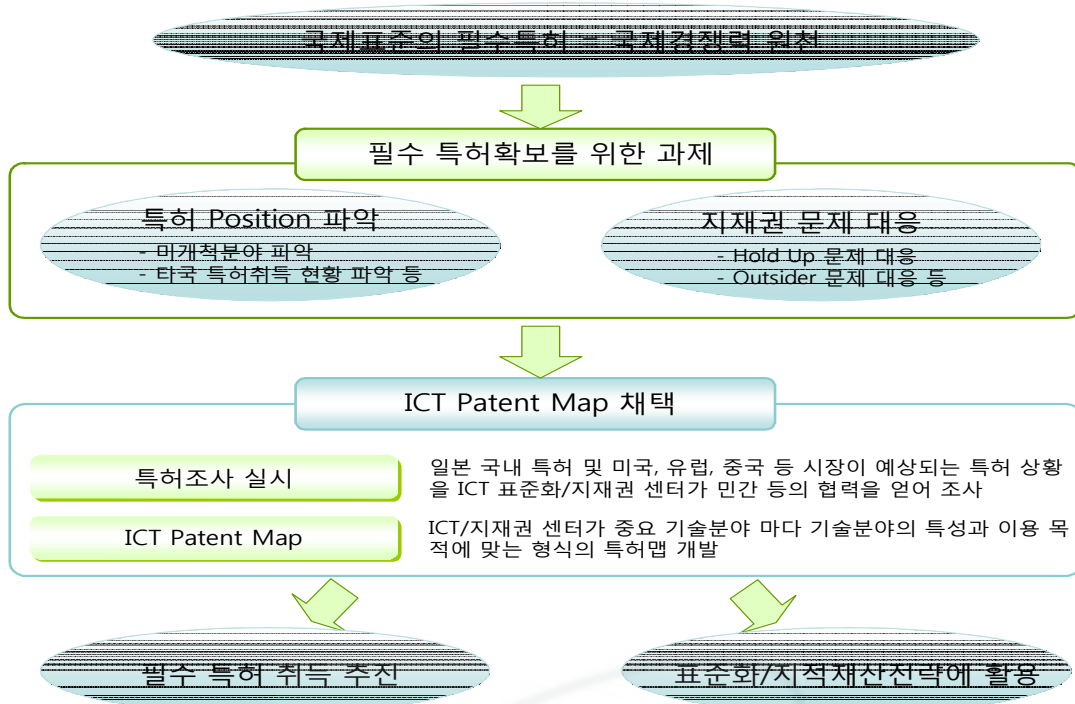 국제표준의 필수특허 = 국제경쟁력 원천
필수 특허확보를 위한 과제
특허 Position 파악
- 미개척분야 파악
- 타국 특허취득 현황 파악 등
지재권 문제 대응
- Hold Up 문제 대응
- Outsider 문제 대응 등
ICT Patent Map 채택
특허조사 실시
일본 국내 특허 및 미국, 유럽, 중국 등 시장이 예상되는 특허 상황
을 ICT 표준화/지재권 센터가 민간 등의 협력을 얻어 조사
ICT Patent Map
ICT/지재권 센터가 중요 기술분야 마다 기술분야의 특성과 이용 목
적에 맞는 형식의 특허맵 개발
필수 특허 취득 추진
표준화/지적재산전략에 활용